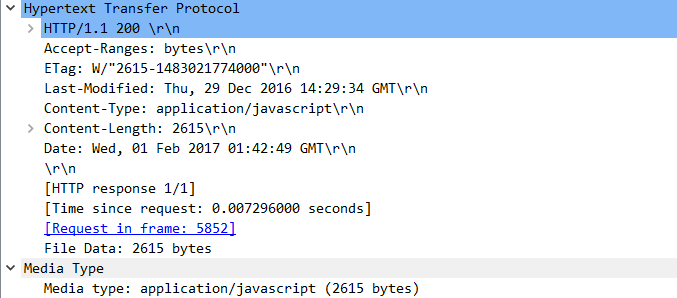 Hypertext Transfer Protocol
HTTP/1.1 200 \r\n
Accept-Ranges: bytes\r\n
ETag: W/"2615-1483021774000"\r\n
Last-Modified: Thu, 29 Dec 2016 14:29:34 GMT\r\n
Content-Type: application/javascript\r\n
Content-Length: 2615\r\n
Date: Wed, 01 Feb 2017 01:42:49 GMT\r\n
\r\n
[HTTP response 1/1]
[Time since request: 0.007296000 seconds]
[Request in frame: 5852]
File Data: 2615 bytes
Media Type
Media type: application/javascript (2615 bytes)